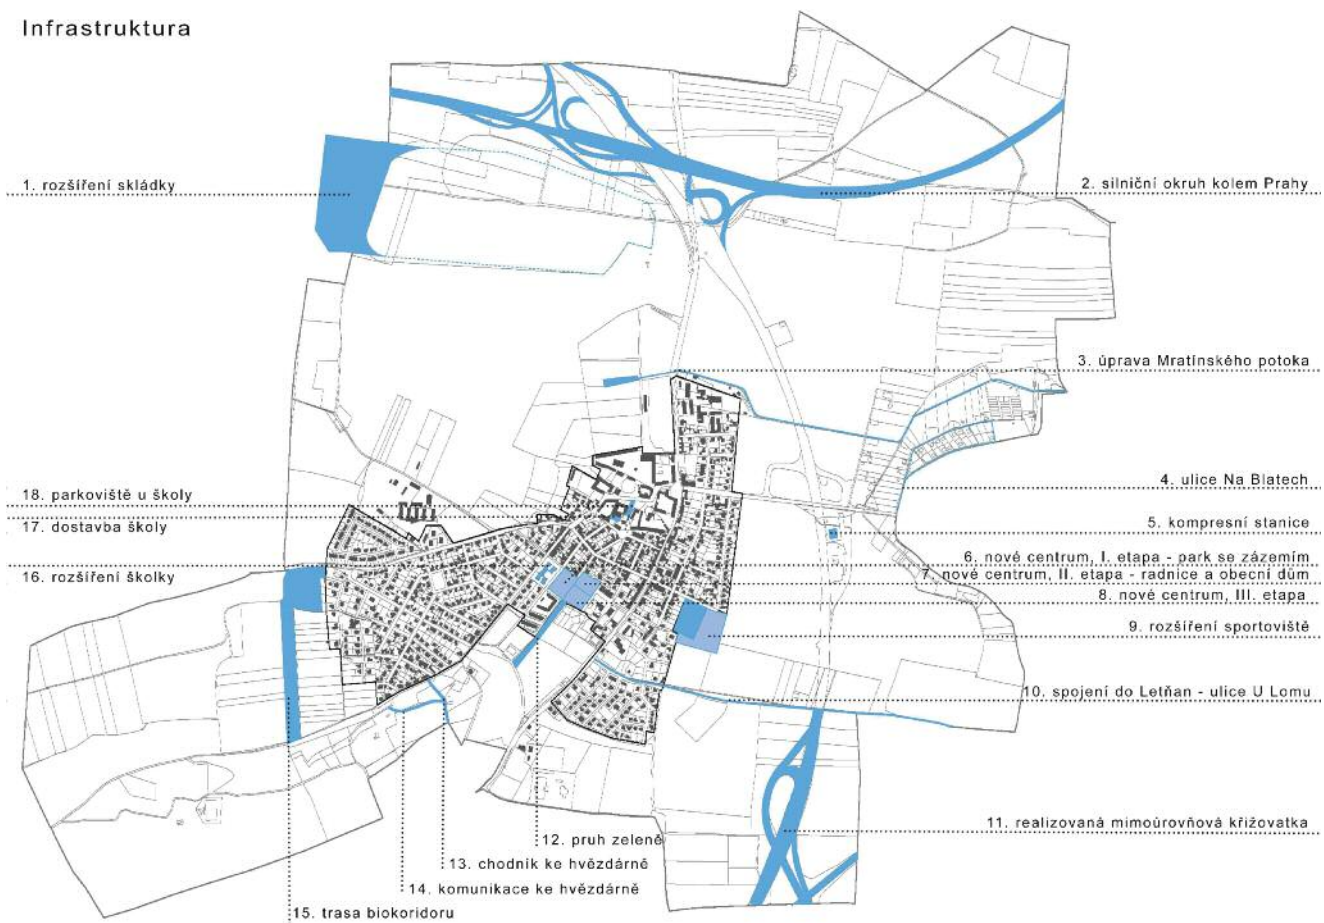 Infrastruktura
1. rozšíření skládky
2. silniční okruh kolem Prahy
3. úprava Mratínského potoka
4. ulice Na Blatech
5. kompresní stanice
6. nové centrum, I. etapa - park se zázemím
7. nové centrum, II. etapa - radnice a obecní dům
8. nové centrum, III. etapa
9. rozšíření sportoviště
10. spojení do Letňan - ulice U Lomu
11. realizovaná mimoúrovňová křižovatka
12. pruh zeleně
13. chodník ke hvězdárně
14. komunikace ke hvězdárně
15. trasa biokoridoru
16. rozšíření školky
17. dostavba školy
18. parkoviště u školy